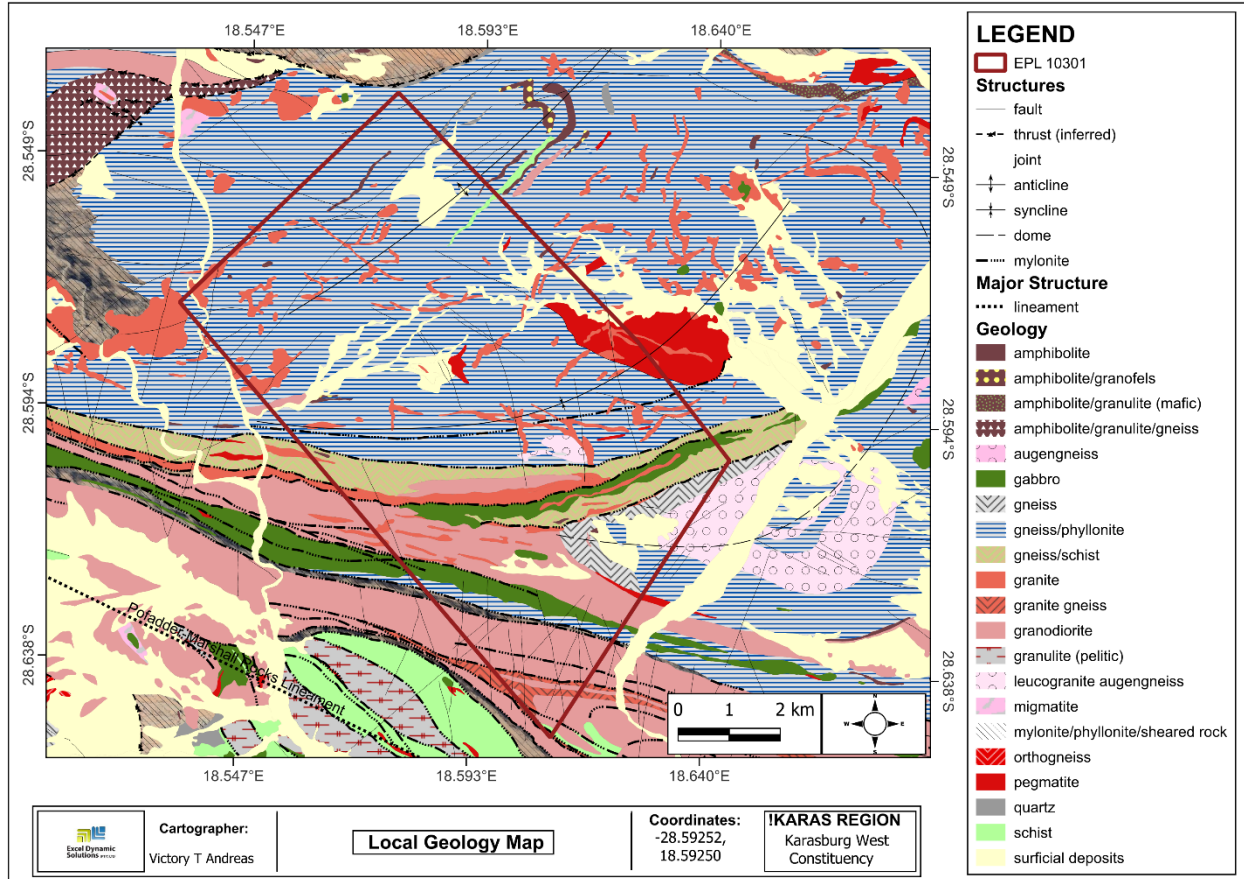 18.547°E
18.593°E
18.640°E
28.549°S
28.549°S
28.594°S
28.594°S
28.638°S
28.638°S
Pofadder-Marshall Rocks Lineament
0 1 2 km
N
W E
S
18.547°E
18.593°E
18.640°E
LEGEND
EPL 10301
Structures
fault
thrust (inferred)
joint
anticline
syncline
dome
mylonite
Major Structure
lineament
Geology
amphibolite
amphibolite/granofels
amphibolite/granulite (mafic)
amphibolite/granulite/gneiss
augengneiss
gabbro
gneiss
gneiss/phyllonite
gneiss/schist
granite
granite gneiss
granodiorite
granulite (pelitic)
leucogranite augengneiss
migmatite
mylonite/phyllonite/sheared rock
orthogneiss
pegmatite
quartz
schist
surficial deposits
Excel Dynamic
Solutions (PTY) LTD
Cartographer:
Victory T Andreas
Local Geology Map
Coordinates:
-28.59252,
18.59250
!KARAS REGION
Karasburg West
Constituency